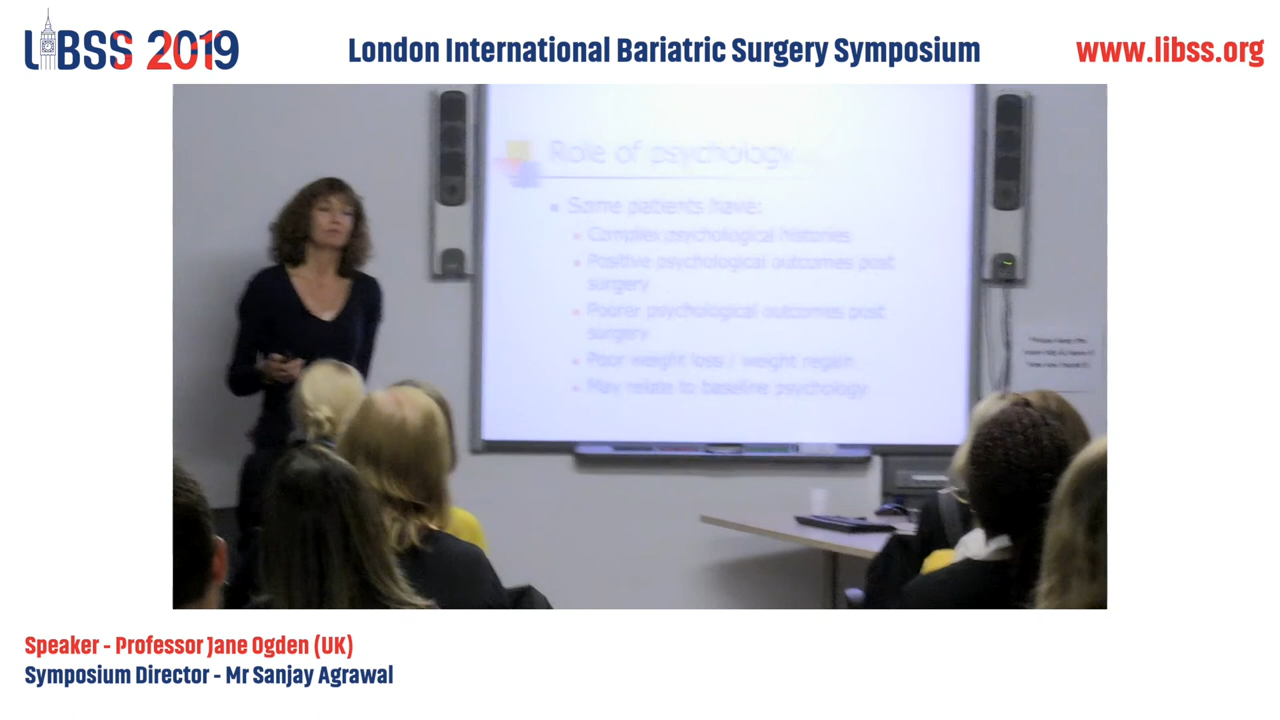 LIBSS 2019
London International Bariatric Surgery Symposium
www.libss.org
Role of psychology...
Some patients have:
Complex psychological histories
Positive psychological outcomes post
surgery
Poorer psychological outcomes post
surgery
Poor weight loss / weight regain
May relate to baseline psychology
Speaker - Professor Jane Ogden (UK)
Symposium Director - Mr Sanjay Agrawal